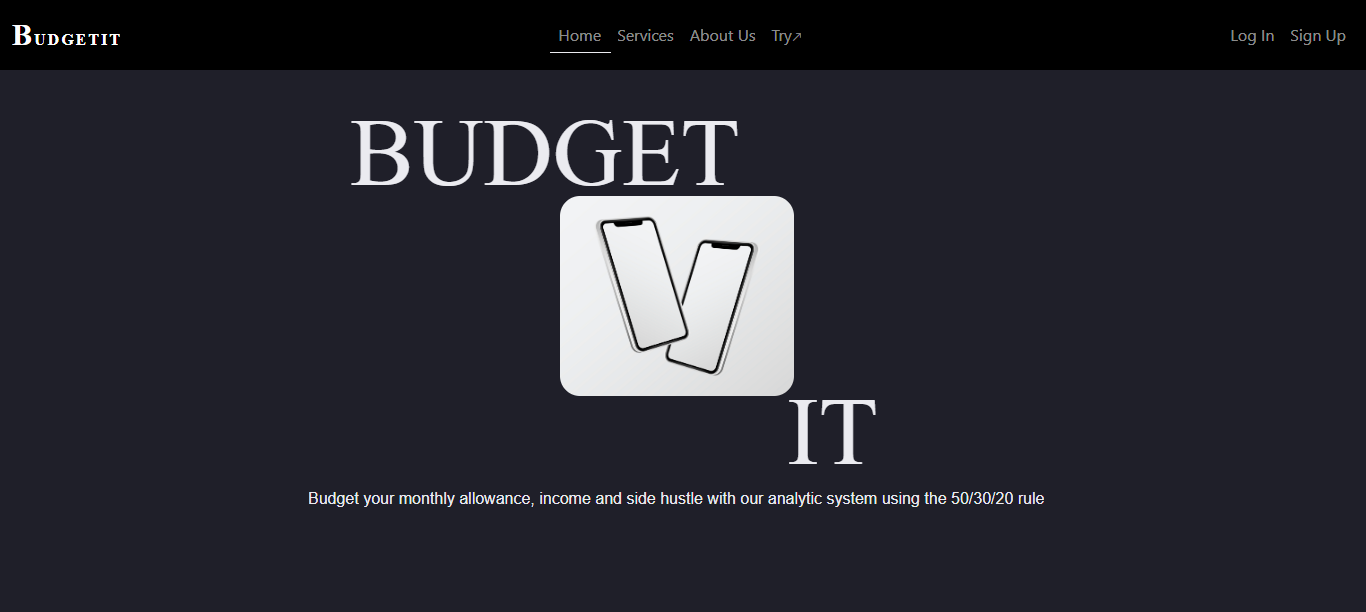 Budgetit
Home Services About Us Try↗
Log In Sign Up
BUDGET
IT
Budget your monthly allowance, income and side hustle with our analytic system using the 50/30/20 rule